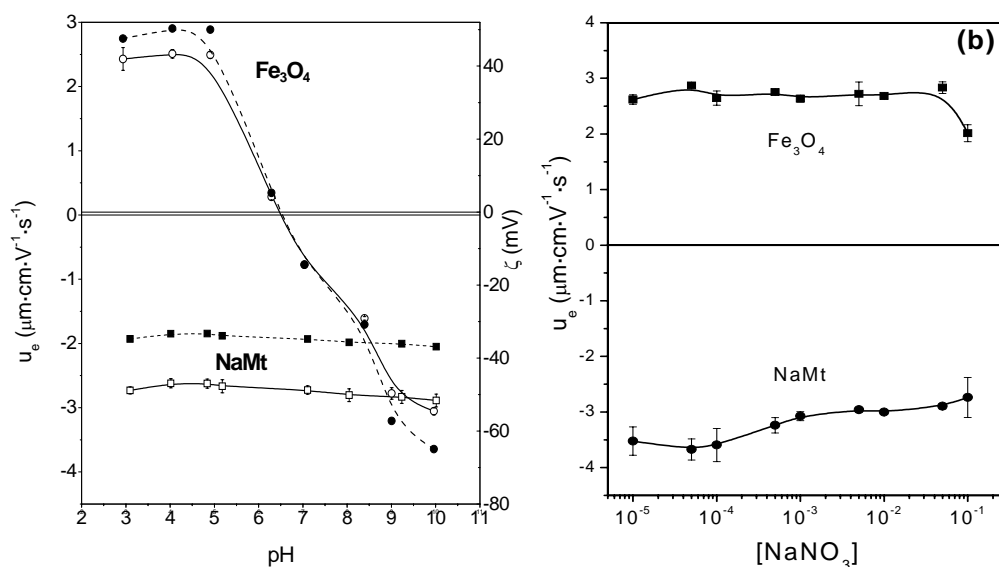 3
2
1
0
-1
-2
-3
-4
u_e (µm·cm·V⁻¹·s⁻¹)
Fe₃O₄
NaMt
40
20
0
-20
-40
-60
-80
ζ (mV)
2 3 4 5 6 7 8 9 10 11
pH
(b)
4
3
2
1
0
-1
-3
-4
u_e (µm·cm·V⁻¹·s⁻¹)
Fe₃O₄
NaMt
10⁻⁵ 10⁻⁴ 10⁻³ 10⁻² 10⁻¹
[NaNO₃]